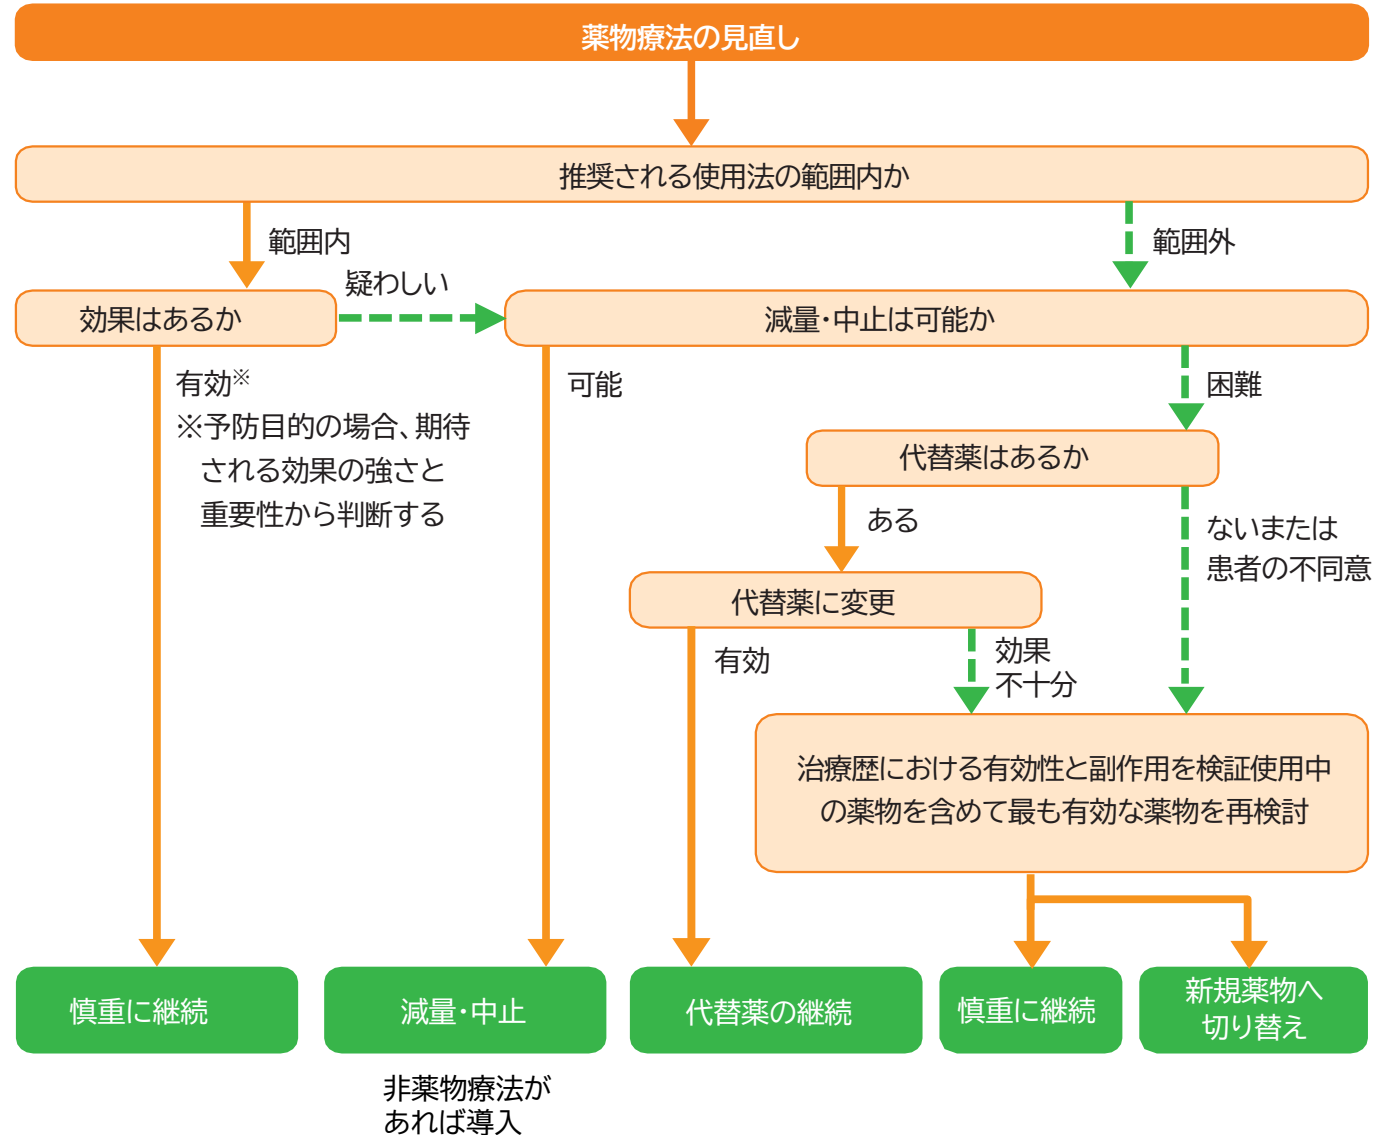 薬物療法の見直し
推奨される使用法の範囲内か
範囲内
範囲外
疑わしい
効果はあるか
減量・中止は可能か
有効※
※予防目的の場合、期待
される効果の強さと
重要性から判断する
可能
困難
代替薬はあるか
ある
ないまたは
患者の不同意
代替薬に変更
有効
効果
不十分
治療歴における有効性と副作用を検証使用中
の薬物を含めて最も有効な薬物を再検討
慎重に継続
減量・中止
代替薬の継続
慎重に継続
新規薬物へ
切り替え
非薬物療法が
あれば導入